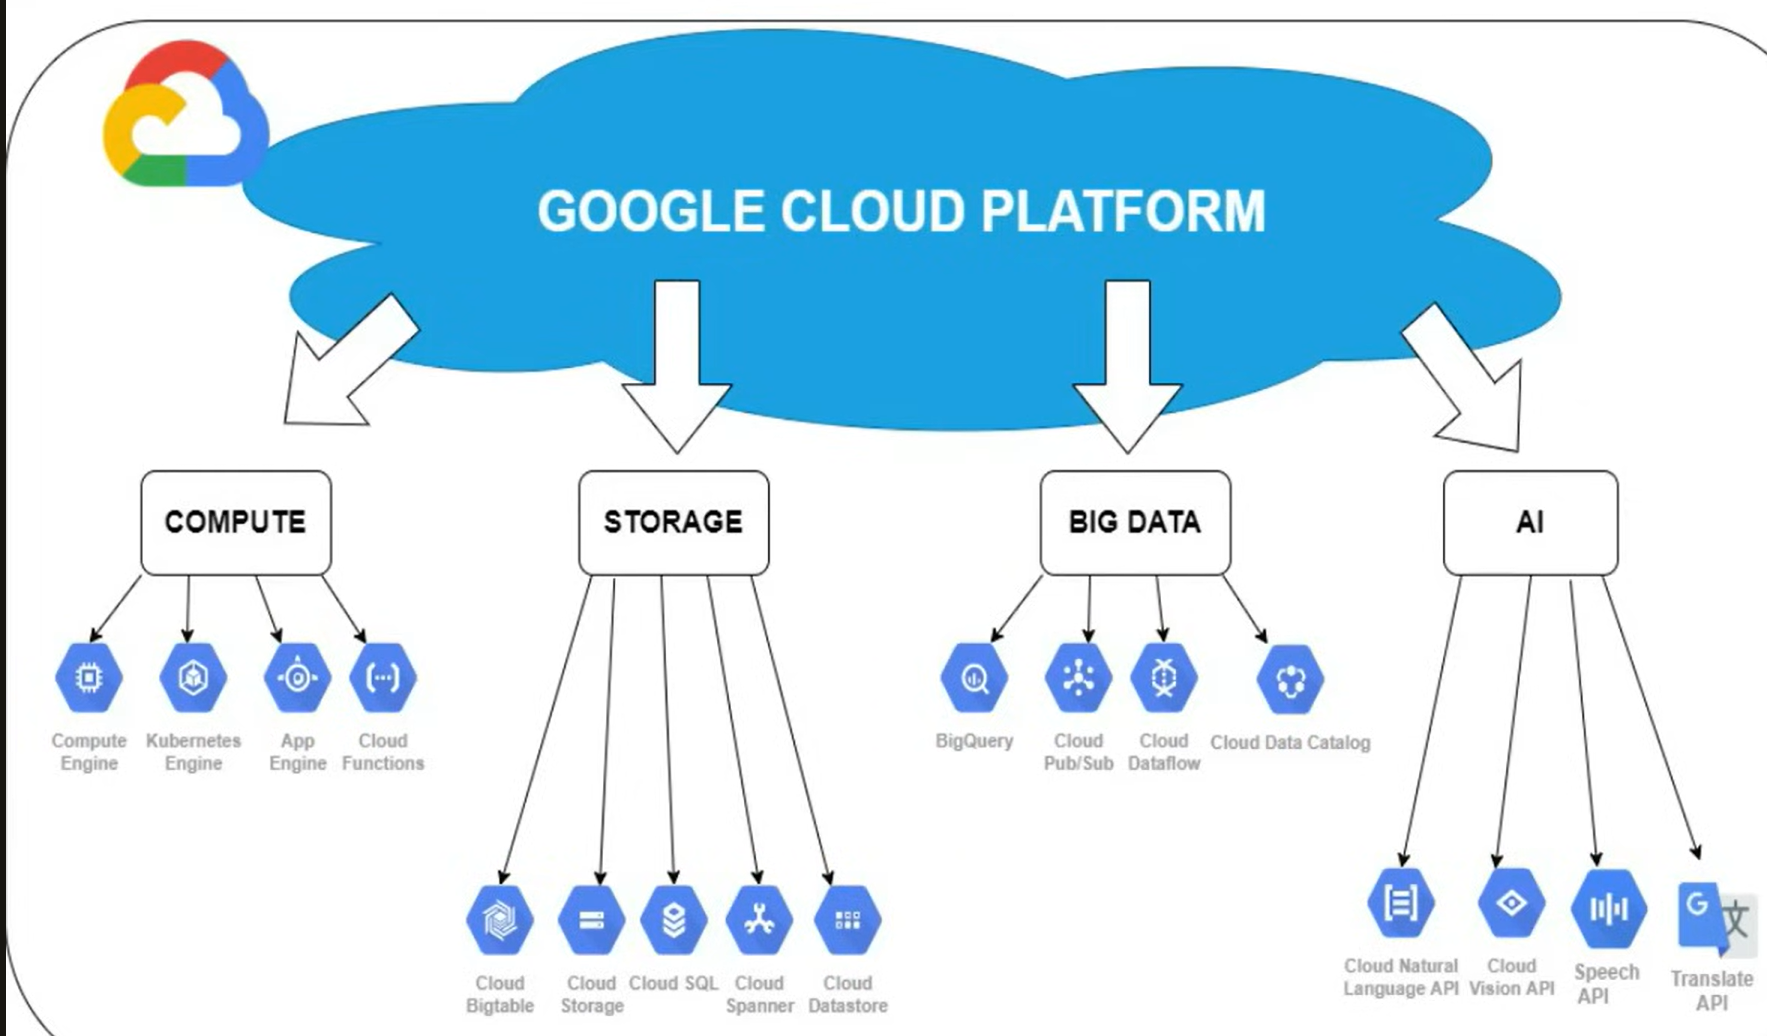 GOOGLE CLOUD PLATFORM
COMPUTE
STORAGE
BIG DATA
AI
Compute
Engine
Kubernetes
Engine
App
Engine
Cloud
Functions
BigQuery
Cloud
Pub/Sub
Cloud
Dataflow
Cloud Data Catalog
Cloud
Bigtable
Cloud
Storage
Cloud SQL
Cloud
Spanner
Cloud
Datastore
Cloud Natural
Language API
Cloud
Vision API
Speech
API
G
文
Translate
API